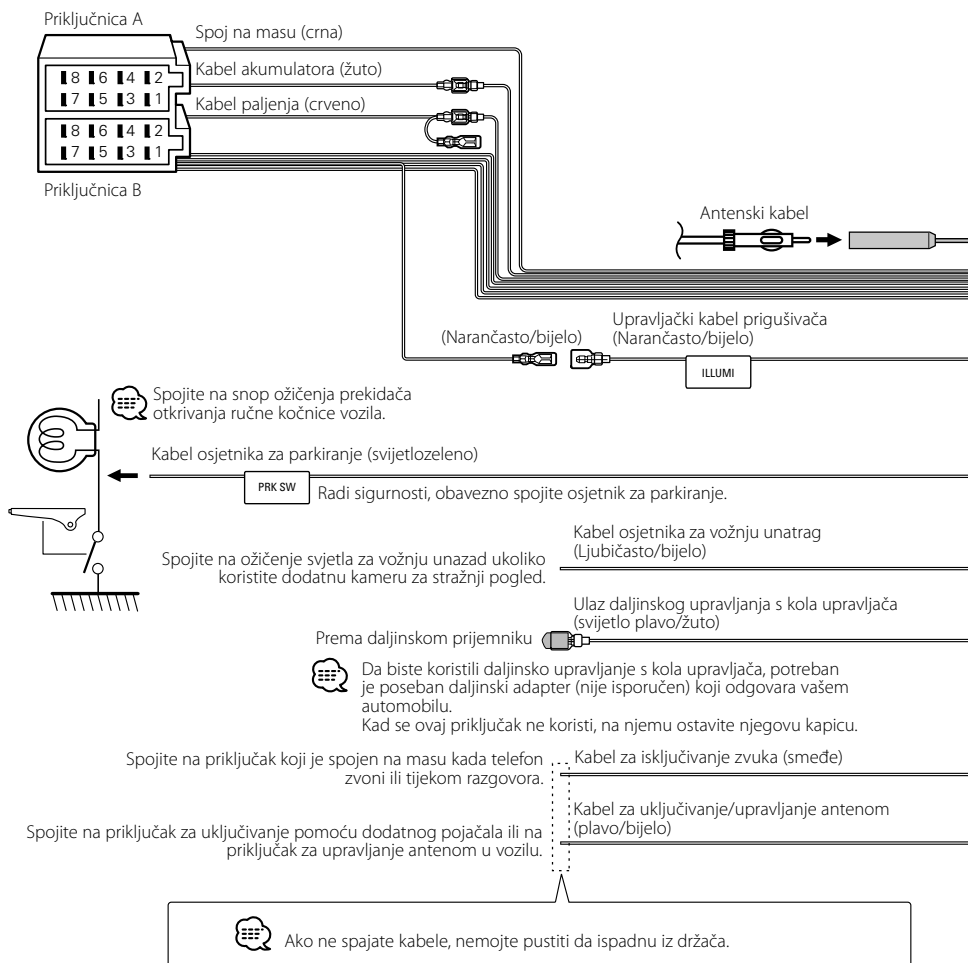 Priključnica A
Spoj na masu (crna)
Kabel akumulatora (žuto)
8 6 4 2
7 5 3 1
Kabel paljenja (crveno)
8 6 4 2
7 5 3 1
Priključnica B
Antenski kabel
(Narančasto/bijelo)
Upravljački kabel prigušivača
(Narančasto/bijelo)
ILLUMI
Spojite na snop ožičenja prekidača
otkrivanja ručne kočnice vozila.
Kabel osjetnika za parkiranje (svijetlozeleno)
PRK SW
Radi sigurnosti, obavezno spojite osjetnik za parkiranje.
Kabel osjetnika za vožnju unatrag
(Ljubičasto/bijelo)
Spojite na ožičenje svjetla za vožnju unazad ukoliko
koristite dodatnu kameru za stražnji pogled.
Ulaz daljinskog upravljanja s kola upravljača
(svijetlo plavo/žuto)
Prema daljinskom prijemniku
Da biste koristili daljinsko upravljanje s kola upravljača, potreban
je poseban daljinski adapter (nije isporučen) koji odgovara vašem
automobilu.
Kad se ovaj priključak ne koristi, na njemu ostavite njegovu kapicu.
Spojite na priključak koji je spojen na masu kada telefon
zvoni ili tijekom razgovora.
Kabel za isključivanje zvuka (smeđe)
Kabel za uključivanje/upravljanje antenom
(plavo/bijelo)
Spojite na priključak za uključivanje pomoću dodatnog pojačala ili na
priključak za upravljanje antenom u vozilu.
Ako ne spajate kabele, nemojte pustiti da ispadnu iz držača.